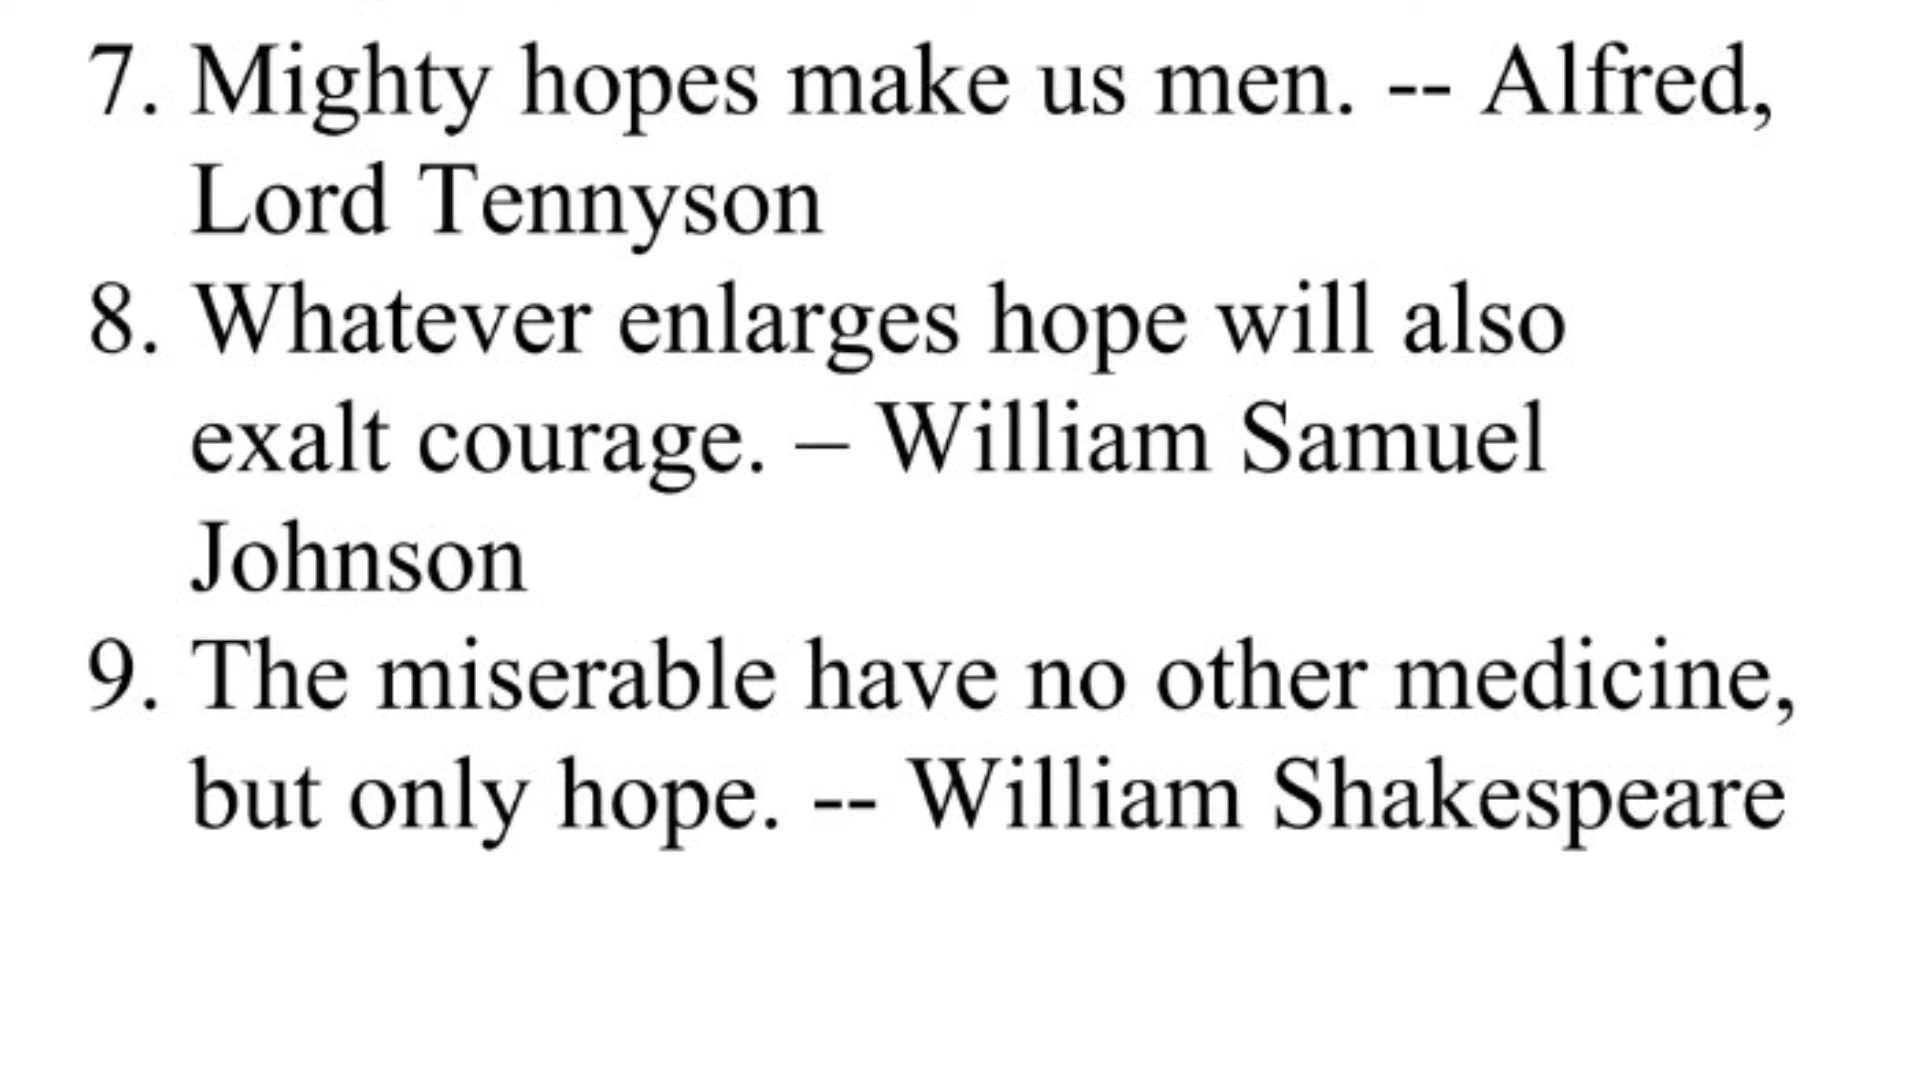 7. Mighty hopes make us men. -- Alfred,
Lord Tennyson
8. Whatever enlarges hope will also
exalt courage. – William Samuel
Johnson
9. The miserable have no other medicine,
but only hope. -- William Shakespeare